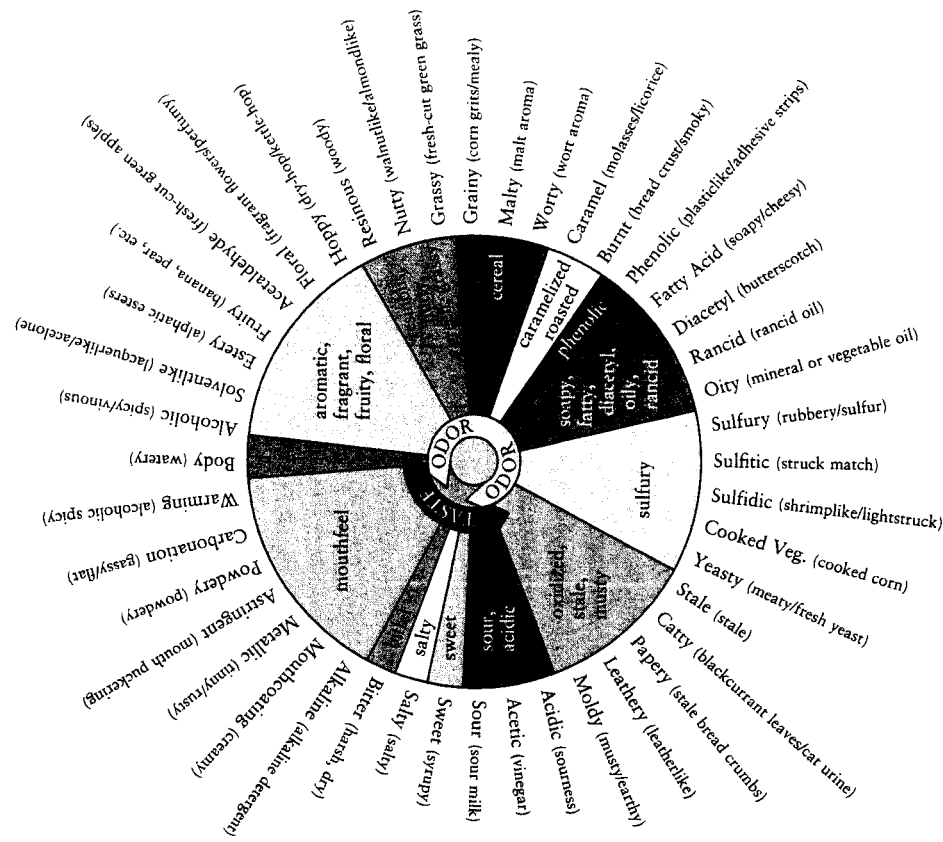 Nutty (walnutlike/almondlike)
Grassy (fresh-cut green grass)
Grainy (corn grits/mealy)
Malty (malt aroma)
Worty (wort aroma)
Caramel (molasses/licorice)
Burnt (bread crust/smoky)
Phenolic (plasticlike/adhesive strips)
Fatty Acid (soapy/cheesy)
Diacetyl (butterscotch)
Rancid (rancid oil)
Oity (mineral or vegetable oil)
Sulfury (rubbery/sulfur)
Sulfitic (struck match)
Sulfidic (shrimplike/lightstruck)
Cooked Veg. (cooked corn)
Yeasty (meaty/fresh yeast)
Stale (stale)
Catty (blackcurrant leaves/cat urine)
Papery (stale bread crumbs)
Leathery (leatherlike)
Moldy (musty/earthy)
Acidic (sourness)
Acetic (vinegar)
Sour (sour milk)
Sweet (syrupy)
Salty (salty)
Bitter (harsh, dry)
Alkaline (alkaline detergent)
Mouthcoating (creamy)
Metallic (tinny/rusty)
Astringent (mouth puckering)
Powdery (powdery)
Carbonation (gassy/flat)
Warming (alcoholic spicy)
Body (watery)
Alcoholic (spicy/vinous)
Solventlike (lacquerlike/acelone)
Estery (alphatic esters)
Fruity (banana, pear, etc.)
Acetaldehyde (fresh-cut green apples)
Floral (fragrant flowers/perfumy)
Hoppy (dry-hop/kettle-hop)
Resinous (woody)
cereal
caramelized
roasted
phenolic
soapy,
fatty,
diacetyl,
oily,
rancid
sulfury
oxidized,
stale,
musty
sour,
acidic
sweet
salty
mouthfeel
aromatic,
fragrant,
fruity, floral
ODOR
ODOR
TASTE